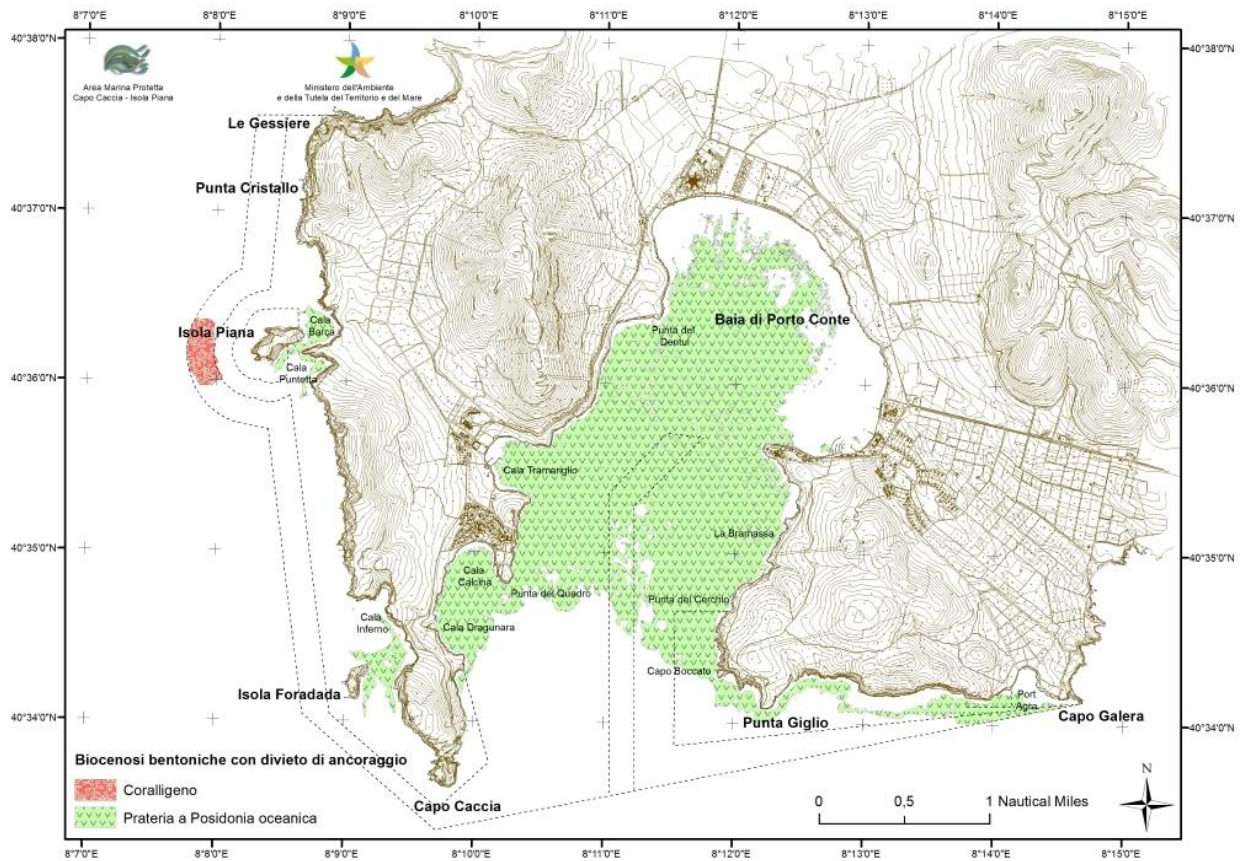 8°7'0"E 8°8'0"E 8°9'0"E 8°10'0"E 8°11'0"E 8°12'0"E 8°13'0"E 8°14'0"E 8°15'0"E
40°38'0"N
40°38'0"N
Area Marina Protetta
Capo Caccia - Isola Piana
Ministero dell'Ambiente
e della Tutela del Territorio e del Mare
Le Gessiere
Punta Cristallo
40°37'0"N
40°37'0"N
Isola Piana
Cala
Barca
Cala
Puntetta
Punta del
Dentul
Baia di Porto Conte
40°36'0"N
40°36'0"N
Cala Tramariglio
La Bramassa
40°35'0"N
40°35'0"N
Cala
Calcina
Punta del Quadro
Punta del Cerchio
Cala
Inferno
Cala Dragunara
Isola Foradada
Capo Boccato
Port
Agra
40°34'0"N
40°34'0"N
Punta Giglio
Capo Galera
Biocenosi bentoniche con divieto di ancoraggio
Coralligeno
Prateria a Posidonia oceanica
Capo Caccia
0 0,5 1 Nautical Miles
N
8°7'0"E 8°8'0"E 8°9'0"E 8°10'0"E 8°11'0"E 8°12'0"E 8°13'0"E 8°14'0"E 8°15'0"E